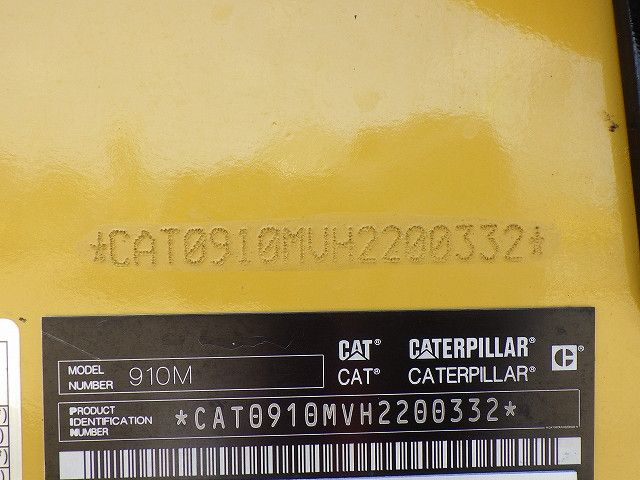 *CAT0910MVH2200332*
CAT® CATERPILLAR®
MODEL NUMBER 910M
CAT® CATERPILLAR®
PRODUCT IDENTIFICATION NUMBER *CAT0910MVH2200332*